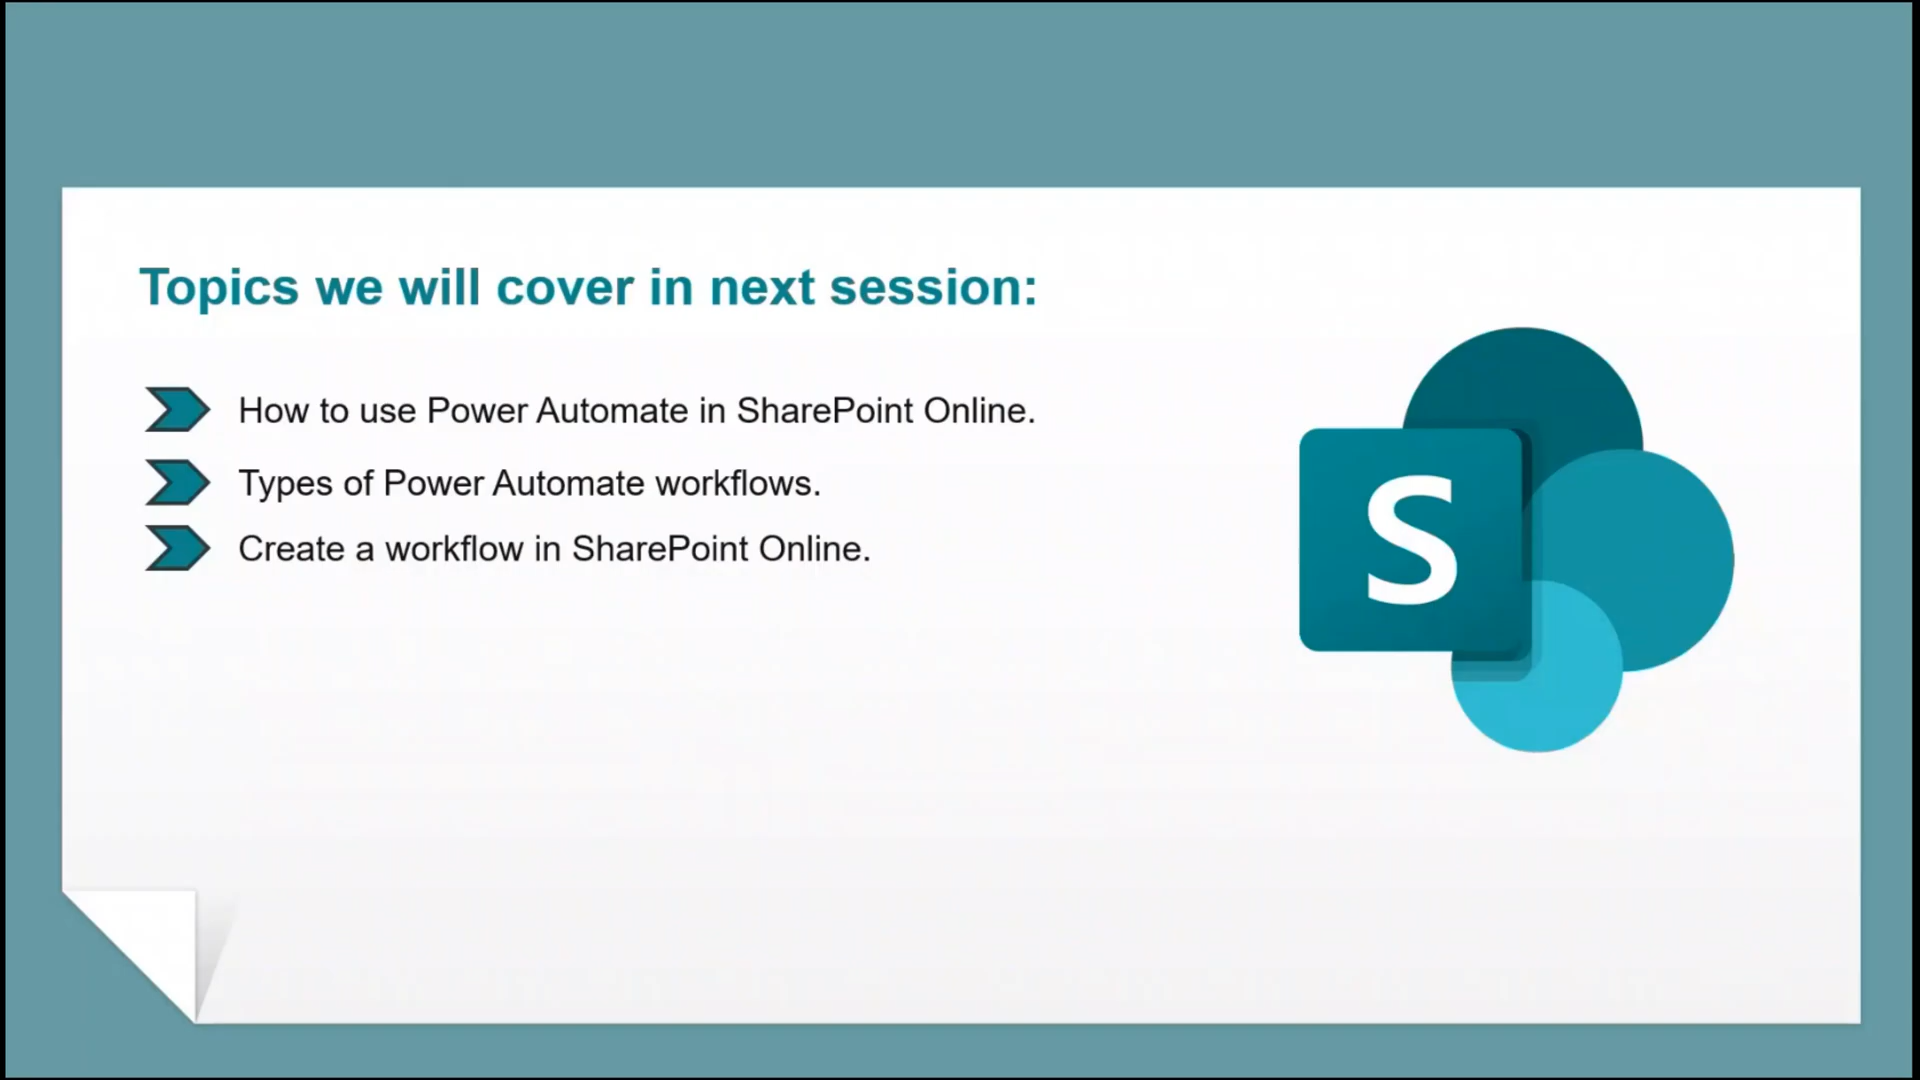 Topics we will cover in next session:
How to use Power Automate in SharePoint Online.
Types of Power Automate workflows.
Create a workflow in SharePoint Online.
S